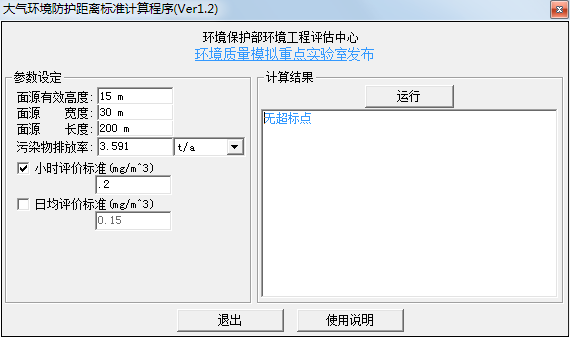 大气环境防护距离标准计算程序(Ver1.2)
环境保护部环境工程评估中心
环境质量模拟重点实验室发布
参数设定
面源有效高度: 15 m
面源 宽度: 30 m
面源 长度: 200 m
污染物排放率: 3.591 t/a
小时评价标准(mg/m^3)
.2
日均评价标准(mg/m^3)
0.15
计算结果
运行
无超标点
退出 使用说明